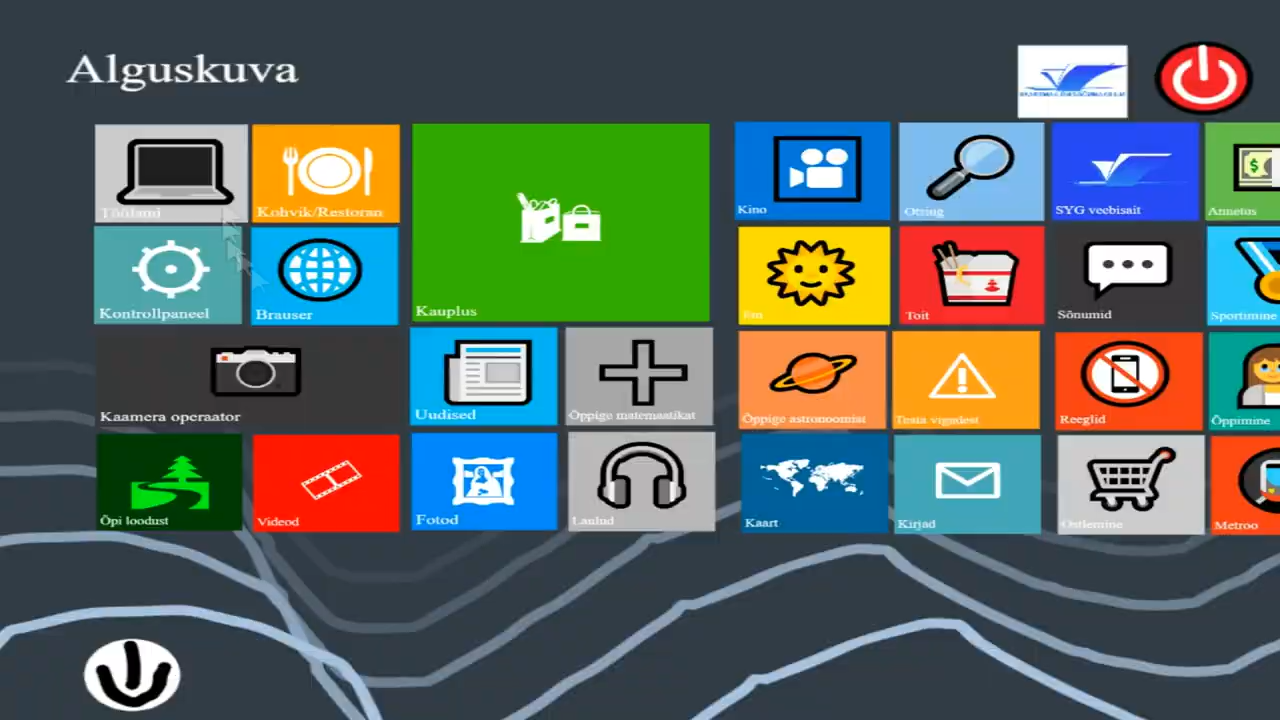 Alguskuva
Töölaud
Kohvik/Restoran
Kauplus
Kino
Otsing
SYG veebisait
Annetus
Kontrollpaneel
Brauser
Ilm
Toit
Sõnumid
Sportimine
Kaamera operaator
Uudised
Õppige matemaatikat
Õppige astronoomiat
Teata vigadest
Reeglid
Õppimine
Õpi loodust
Videod
Fotod
Laulud
Kaart
Kirjad
Ostlemine
Metroo